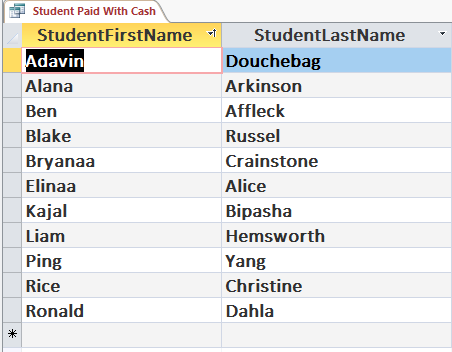 Student Paid With Cash
StudentFirstName StudentLastName
Adavin Douchebag
Alana Arkinson
Ben Affleck
Blake Russel
Bryanaa Crainstone
Elinaa Alice
Kajal Bipasha
Liam Hemsworth
Ping Yang
Rice Christine
Ronald Dahla
*